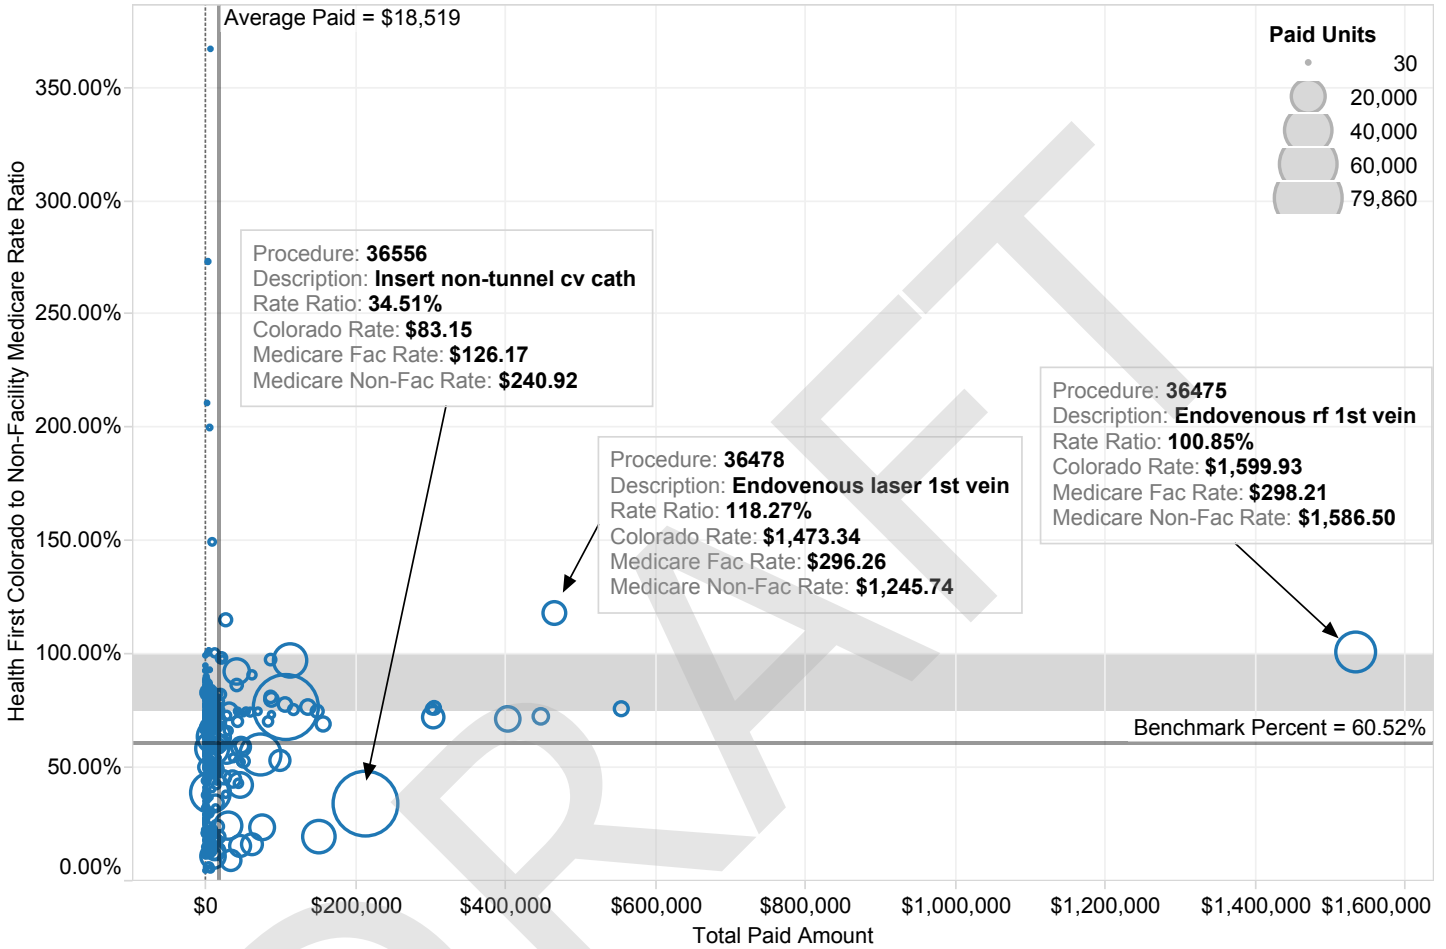 Average Paid = $18,519
Paid Units
30
20,000
40,000
60,000
79,860
Health First Colorado to Non-Facility Medicare Rate Ratio
350.00%
300.00%
250.00%
200.00%
150.00%
100.00%
50.00%
0.00%
Procedure: 36556
Description: Insert non-tunnel cv cath
Rate Ratio: 34.51%
Colorado Rate: $83.15
Medicare Fac Rate: $126.17
Medicare Non-Fac Rate: $240.92
Procedure: 36478
Description: Endovenous laser 1st vein
Rate Ratio: 118.27%
Colorado Rate: $1,473.34
Medicare Fac Rate: $296.26
Medicare Non-Fac Rate: $1,245.74
Procedure: 36475
Description: Endovenous rf 1st vein
Rate Ratio: 100.85%
Colorado Rate: $1,599.93
Medicare Fac Rate: $298.21
Medicare Non-Fac Rate: $1,586.50
Benchmark Percent = 60.52%
$0
$200,000
$400,000
$600,000
$800,000
$1,000,000
$1,200,000
$1,400,000
$1,600,000
Total Paid Amount
DRAFT